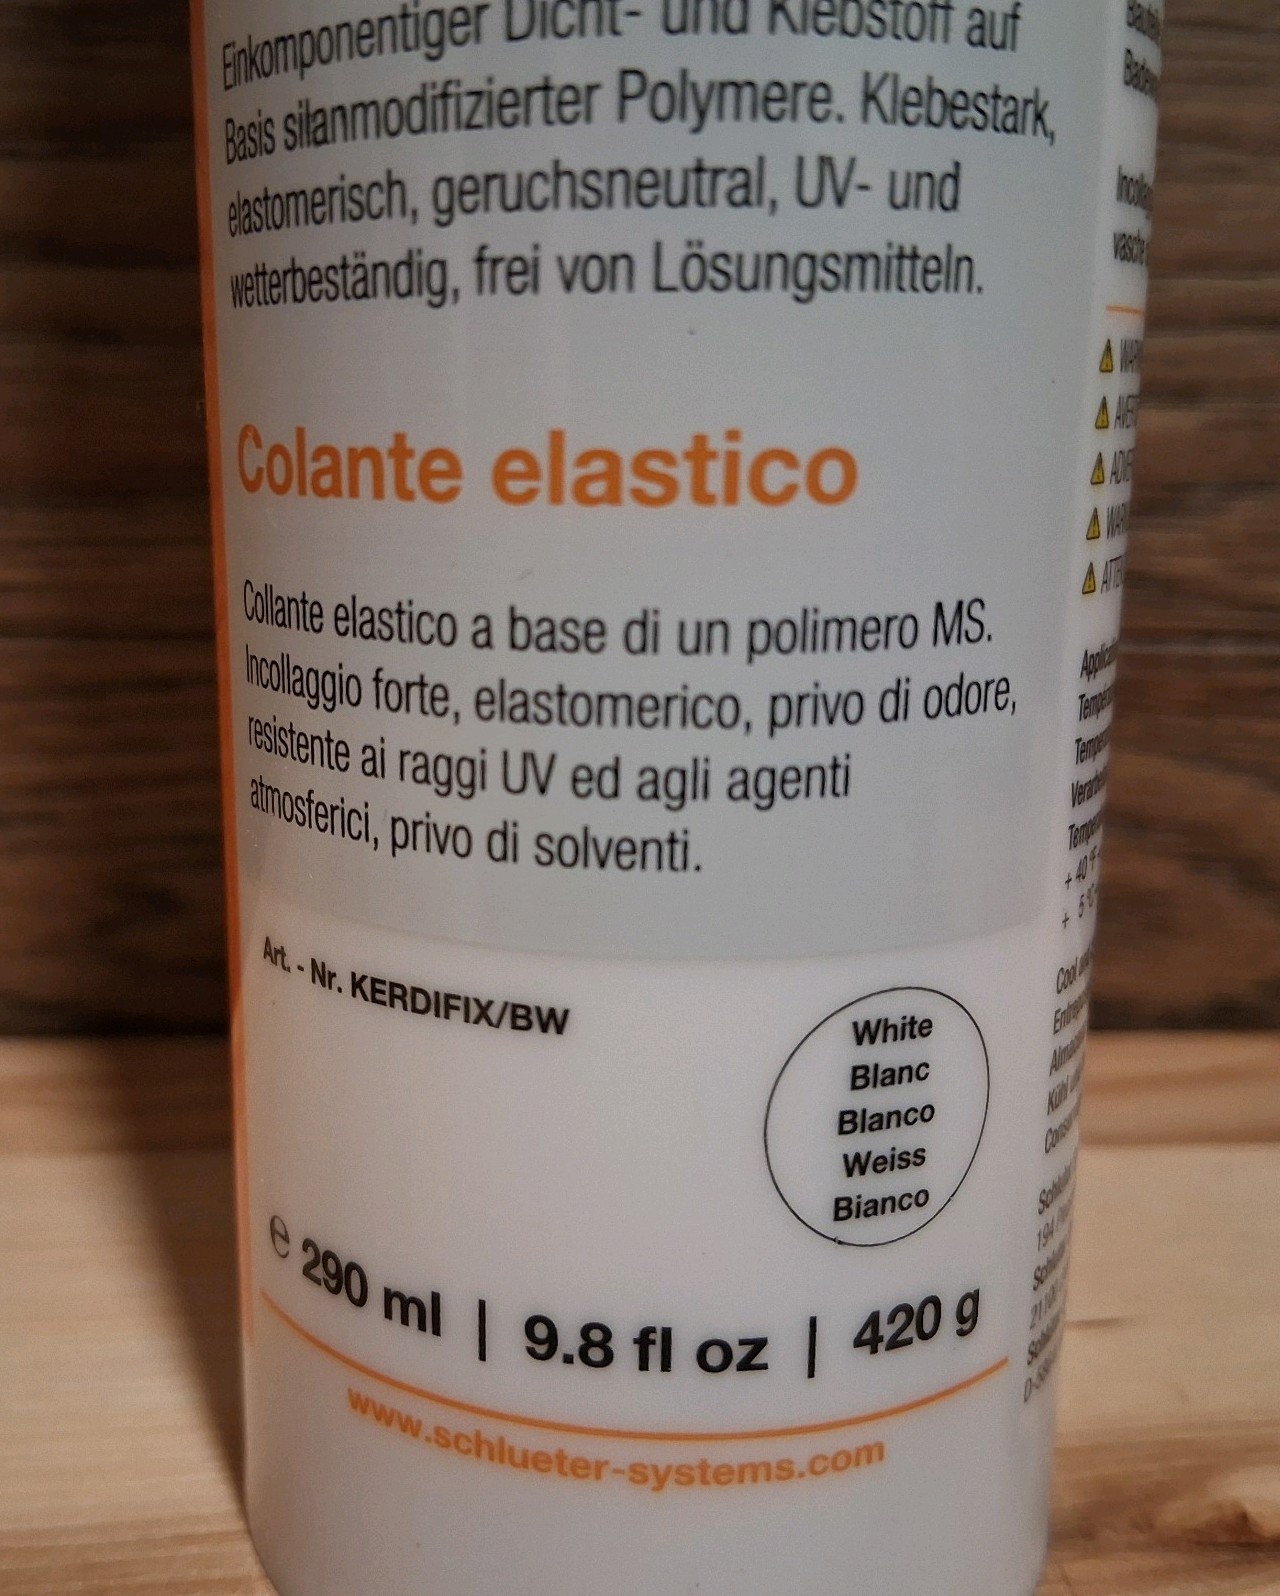 Einkomponentiger Dicht- und Klebstoff auf
Basis silanmodifizierter Polymere. Klebestark,
elastomerisch, geruchsneutral, UV- und
wetterbeständig, frei von Lösungsmitteln.
Colante elastico
Collante elastico a base di un polimero MS.
Incollaggio forte, elastomerico, privo di odore,
resistente ai raggi UV ed agli agenti
atmosferici, privo di solventi.
Art. - Nr. KERDIFIX/BW
White
Blanc
Blanco
Weiss
Bianco
e 290 ml | 9.8 fl oz | 420 g
www.schlueter-systems.com
+ 40 °F
+ 5 °C